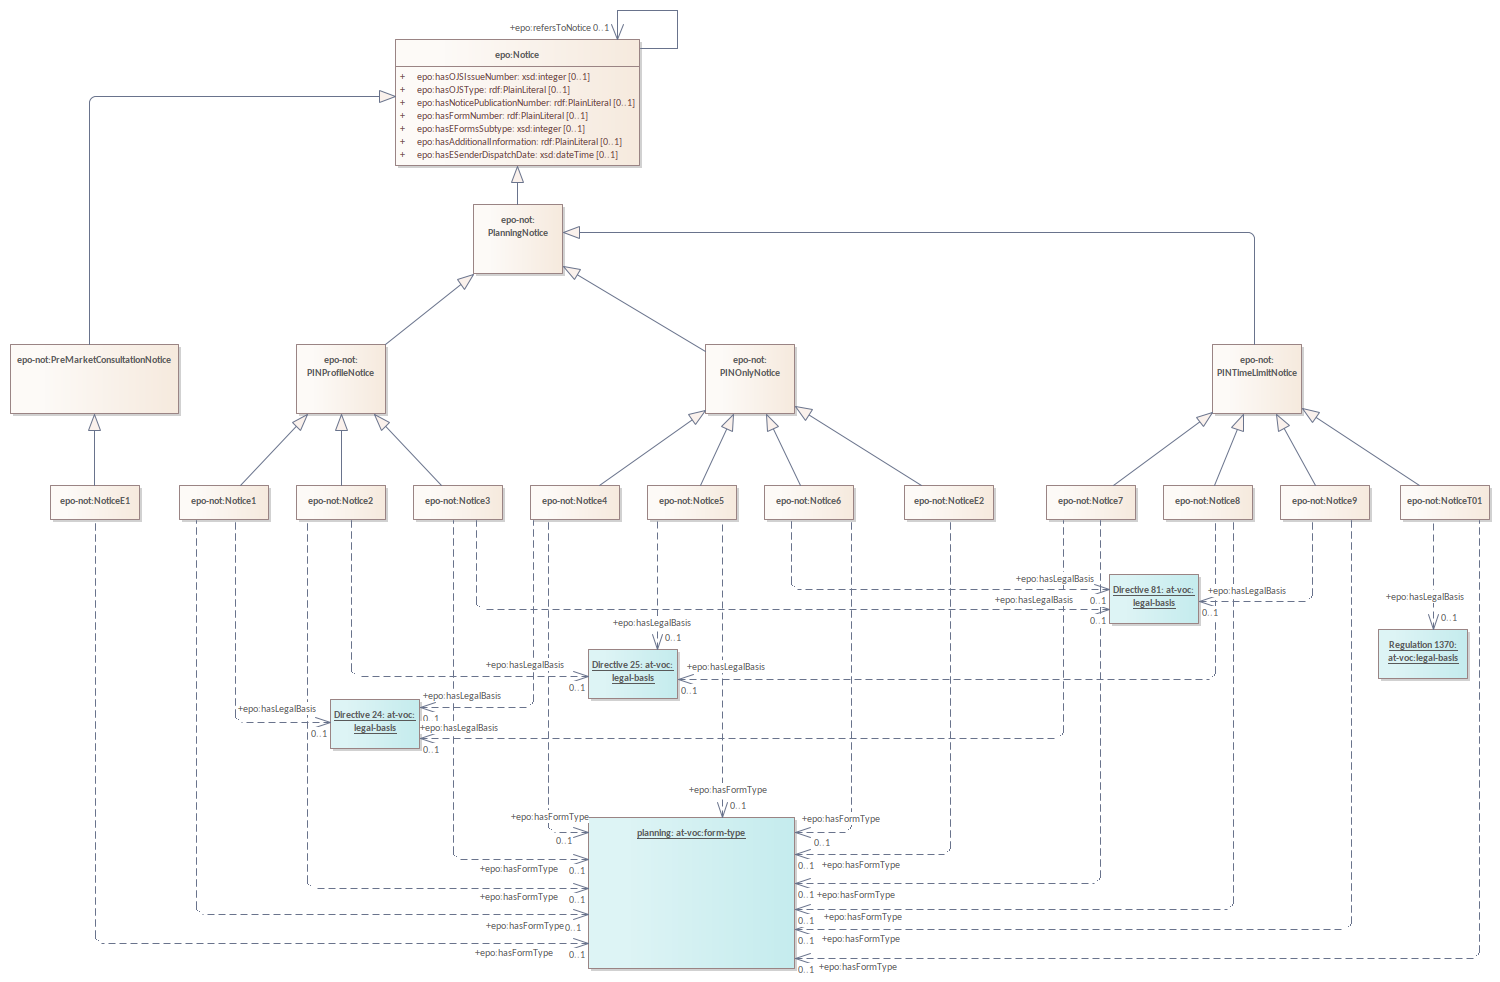 +epo:refersToNotice 0..1
epo:Notice
+ epo:hasOJSIssueNumber: xsd:integer [0..1]
+ epo:hasOJSType: rdf:PlainLiteral [0..1]
+ epo:hasNoticePublicationNumber: rdf:PlainLiteral [0..1]
+ epo:hasFormNumber: rdf:PlainLiteral [0..1]
+ epo:hasEFormsSubtype: xsd:integer [0..1]
+ epo:hasAdditionalInformation: rdf:PlainLiteral [0..1]
+ epo:hasESenderDispatchDate: xsd:dateTime [0..1]
epo-not:
PlanningNotice
epo-not:PreMarketConsultationNotice
epo-not:
PINProfileNotice
epo-not:
PINOnlyNotice
epo-not:
PINTimeLimitNotice
epo-not:NoticeE1
epo-not:Notice1
epo-not:Notice2
epo-not:Notice3
epo-not:Notice4
epo-not:Notice5
epo-not:Notice6
epo-not:NoticeE2
epo-not:Notice7
epo-not:Notice8
epo-not:Notice9
epo-not:NoticeT01
+epo:hasLegalBasis
0..1
+epo:hasLegalBasis
0..1
Directive 81: at-voc:
legal-basis
+epo:hasLegalBasis
0..1
+epo:hasLegalBasis
0..1
Regulation 1370:
at-voc:legal-basis
+epo:hasLegalBasis
0..1
+epo:hasLegalBasis
0..1
Directive 25: at-voc:
legal-basis
+epo:hasLegalBasis
0..1
+epo:hasLegalBasis
0..1
Directive 24: at-voc:
legal-basis
+epo:hasLegalBasis
0..1
+epo:hasLegalBasis
0..1
+epo:hasFormType
0..1
+epo:hasFormType
0..1
planning: at-voc:form-type
+epo:hasFormType
0..1
+epo:hasFormType
0..1
0..1
+epo:hasFormType
+epo:hasFormType
0..1
0..1
+epo:hasFormType
+epo:hasFormType
0..1
0..1
+epo:hasFormType
+epo:hasFormType
0..1
0..1
+epo:hasFormType
+epo:hasFormType
0..1
0..1
+epo:hasFormType